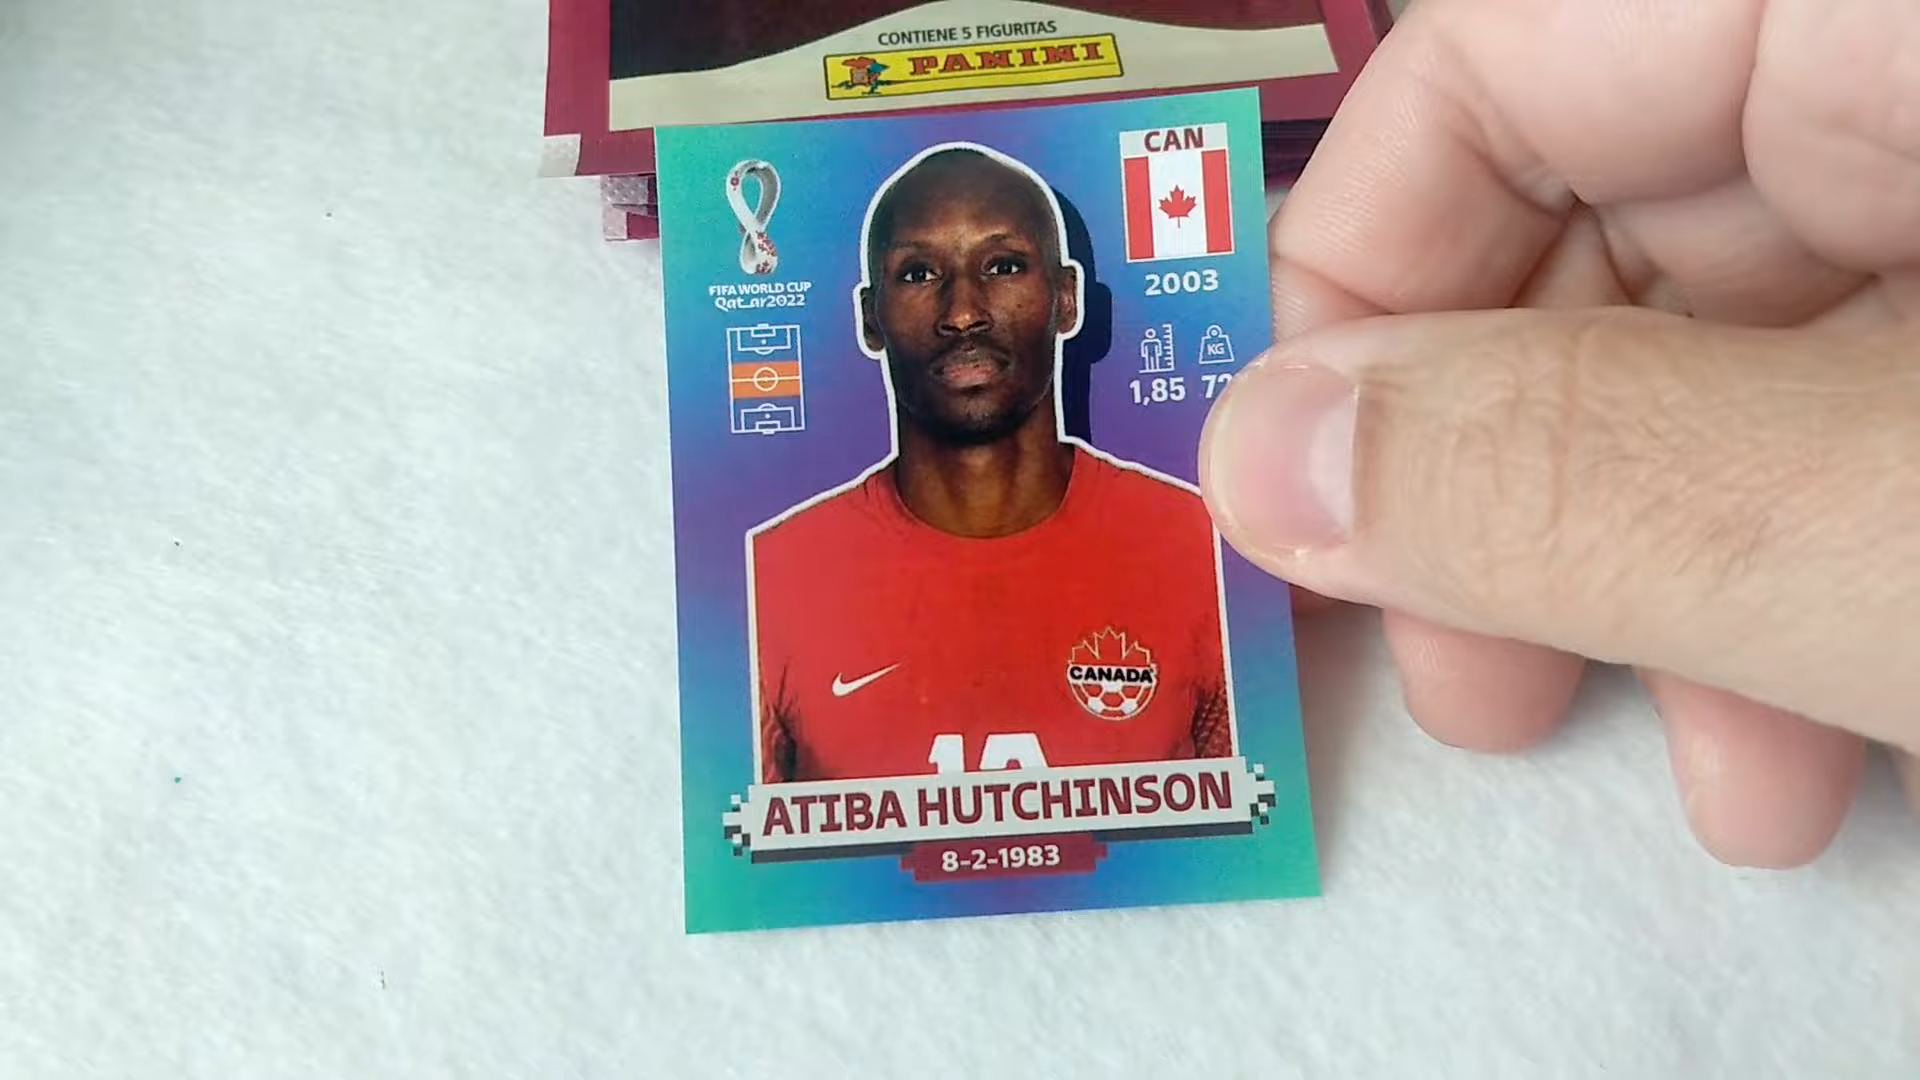 CONTIENE 5 FIGURITAS
PANINI
CAN
FIFA WORLD CUP
Qatar2022
2003
KG
1,85
CANADA
ATIBA HUTCHINSON
8-2-1983